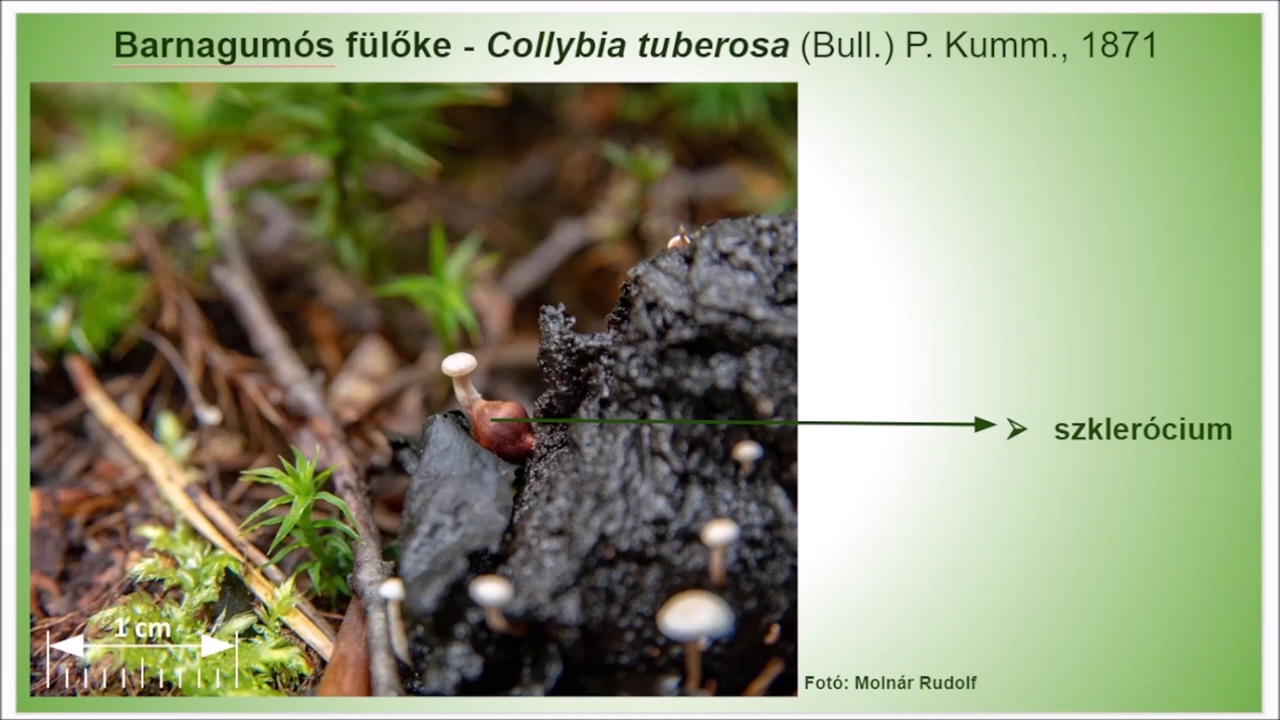 Barnagumós fülőke - Collybia tuberosa (Bull.) P. Kumm., 1871
szklerócium
1 cm
Fotó: Molnár Rudolf